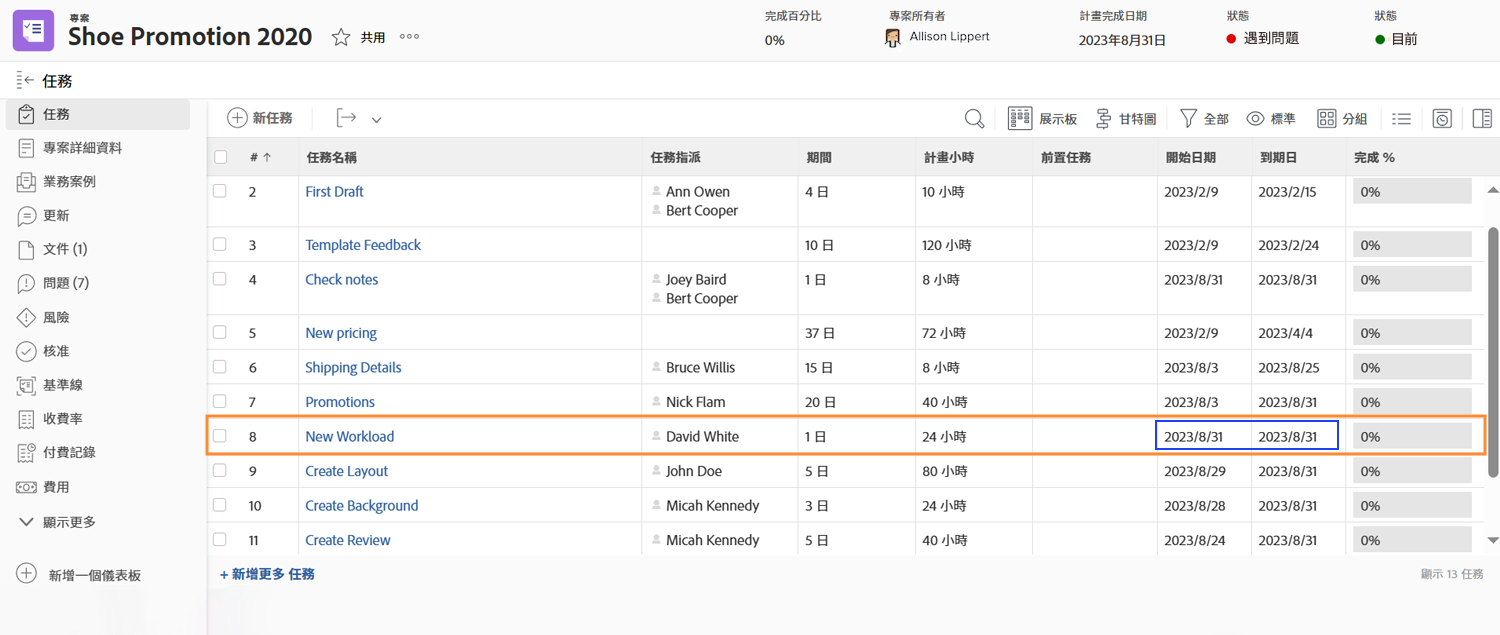 專案
Shoe Promotion 2020
共用
完成百分比
0%
專案所有者
Allison Lippert
計畫完成日期
2023年8月31日
狀態
遇到問題
狀態
目前
任務
任務
專案詳細資料
業務案例
更新
文件 (1)
問題 (7)
風險
核准
基準線
收費率
付費記錄
費用
顯示更多
新增一個儀表板
新任務
展示板
甘特圖
全部
標準
分組
# ↑ 任務名稱 任務指派 期間 計畫小時 前置任務 開始日期 到期日 完成 %
2 First Draft Ann Owen 4 日 10 小時 2023/2/9 2023/2/15 0%
Bert Cooper
3 Template Feedback 10 日 120 小時 2023/2/9 2023/2/24 0%
4 Check notes Joey Baird 1 日 8 小時 2023/8/31 2023/8/31 0%
Bert Cooper
5 New pricing 37 日 72 小時 2023/2/9 2023/4/4 0%
6 Shipping Details Bruce Willis 15 日 8 小時 2023/8/3 2023/8/25 0%
7 Promotions Nick Flam 20 日 40 小時 2023/8/3 2023/8/31 0%
8 New Workload David White 1 日 24 小時 2023/8/31 2023/8/31 0%
9 Create Layout John Doe 5 日 80 小時 2023/8/29 2023/8/31 0%
10 Create Background Micah Kennedy 3 日 24 小時 2023/8/28 2023/8/31 0%
11 Create Review Micah Kennedy 5 日 40 小時 2023/8/24 2023/8/31 0%
+ 新增更多 任務
顯示 13 任務